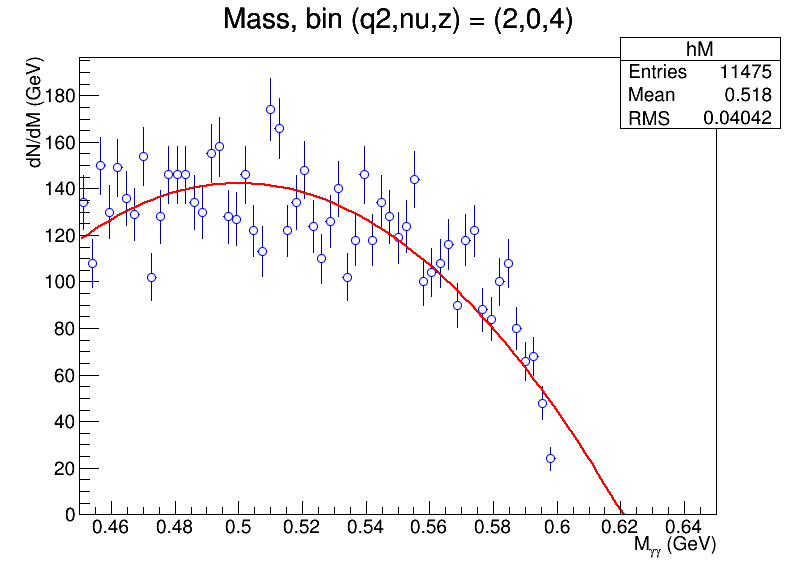 Mass, bin (q2,nu,z) = (2,0,4)
hM
Entries 11475
Mean 0.518
RMS 0.04042
dN/dM (GeV)
180
160
140
120
100
80
60
40
20
0
0.46 0.48 0.5 0.52 0.54 0.56 0.58 0.6 0.62 0.64
Mγγ (GeV)